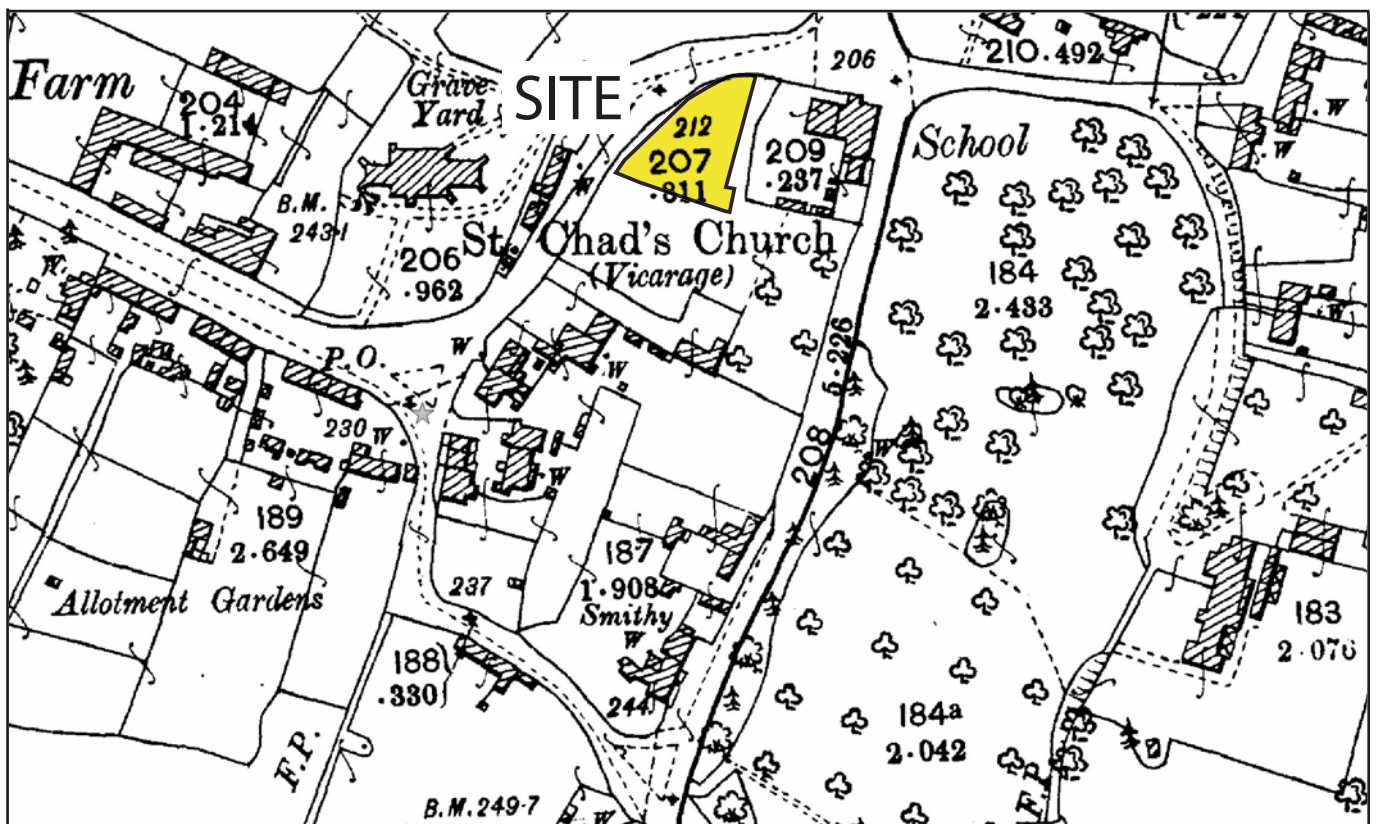 Farm
204
1.214
Grave
Yard
SITE
206
210.492
212
207
.811
209
.237
W
School
W
W
B.M.
243.1
St. Chad's Church
(Vicarage)
206
.962
W
184
2.433
W
P.O.
W
W
5.226
208
230
W
W
W
189
2.649
Allotment Gardens
187
1.908
Smithy
W
237
183
2.076
188
.330
244
184a
2.042
F.P.
F.P.
B.M. 249.7
W